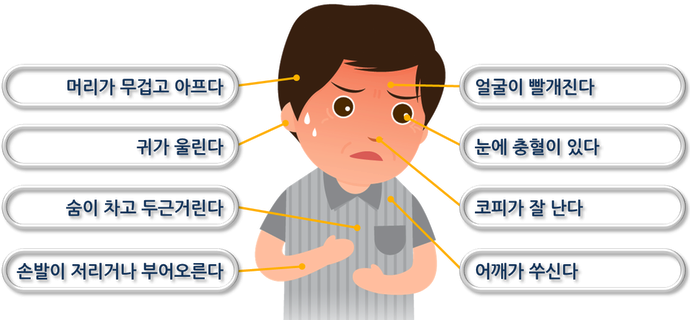 머리가 무겁고 아프다
귀가 울린다
숨이 차고 두근거린다
손발이 저리거나 부어오른다
얼굴이 빨개진다
눈에 충혈이 있다
코피가 잘 난다
어깨가 쑤신다